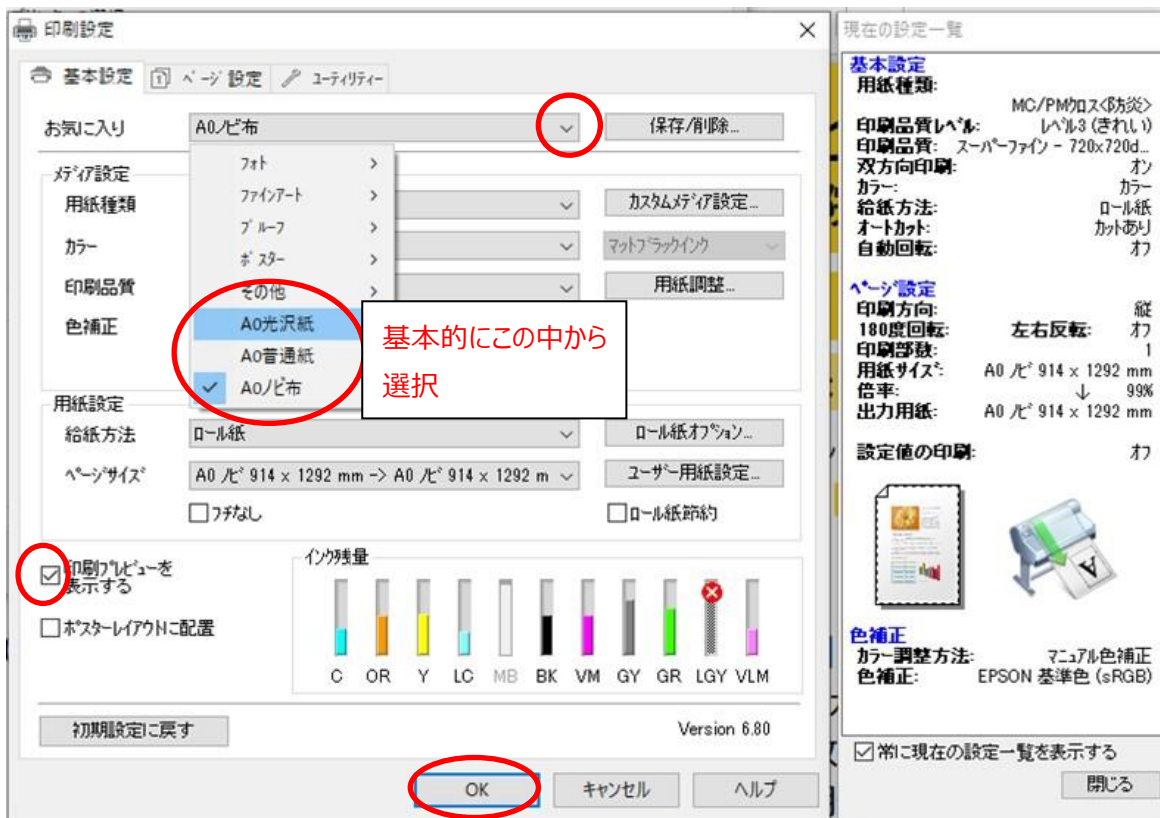 印刷設定
基本設定
ページ設定
ユーティリティー
お気に入り
A0ノビ布
保存/削除...
メディア設定
フォト
ファインアート
プルーフ
ポスター
その他
A0光沢紙
A0普通紙
A0ノビ布
用紙種類
カスタムメディア設定...
カラー
マットブラックインク
印刷品質
用紙調整...
色補正
基本的にこの中から
選択
用紙設定
給紙方法
ロール紙
ロール紙オプション...
ページサイズ
A0 ノビ 914 x 1292 mm -> A0 ノビ 914 x 1292 m
ユーザー用紙設定...
フチなし
ロール紙節約
印刷プレビューを
表示する
ポスターレイアウトに配置
インク残量
C OR Y LC MB BK VM GY GR LGY VLM
初期設定に戻す
Version 6.80
OK
キャンセル
ヘルプ
現在の設定一覧
基本設定
用紙種類:
MC/PMクロス<防炎>
印刷品質レベル: レベル3 (きれい)
印刷品質: スーパーファイン - 720x720d...
双方向印刷: オン
カラー: カラー
給紙方法: ロール紙
オートカット: カットあり
自動回転: オフ
ページ設定
印刷方向: 縦
180度回転: 左右反転: オフ
印刷部数: 1
用紙サイズ: A0 ノビ 914 x 1292 mm
倍率: ↓ 99%
出力用紙: A0 ノビ 914 x 1292 mm
設定値の印刷: オフ
色補正
カラー調整方法: マニュアル色補正
色補正: EPSON 基準色 (sRGB)
常に現在の設定一覧を表示する
閉じる